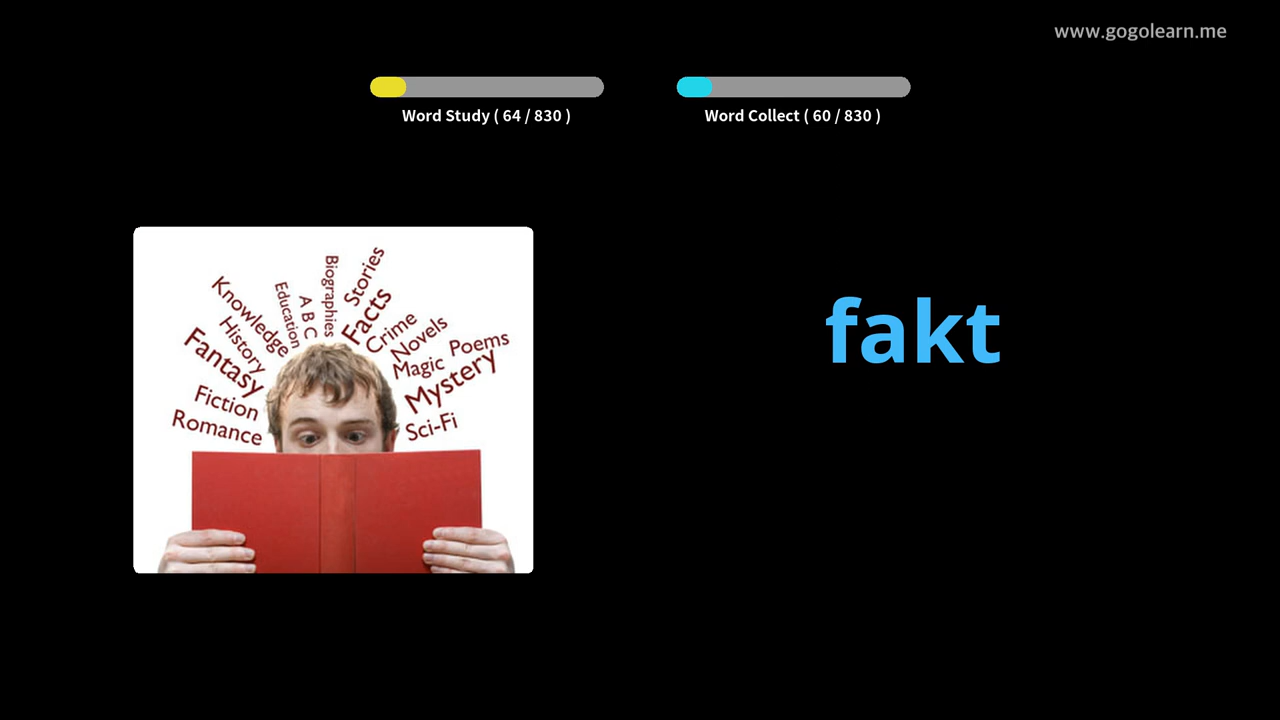 www.gogolearn.me
Word Study ( 64 / 830 )
Word Collect ( 60 / 830 )
Romance
Fiction
Fantasy
History
Knowledge
Education
A B C
Biographies
Stories
Facts
Crime
Novels
Magic
Poems
Mystery
Sci-Fi
fakt